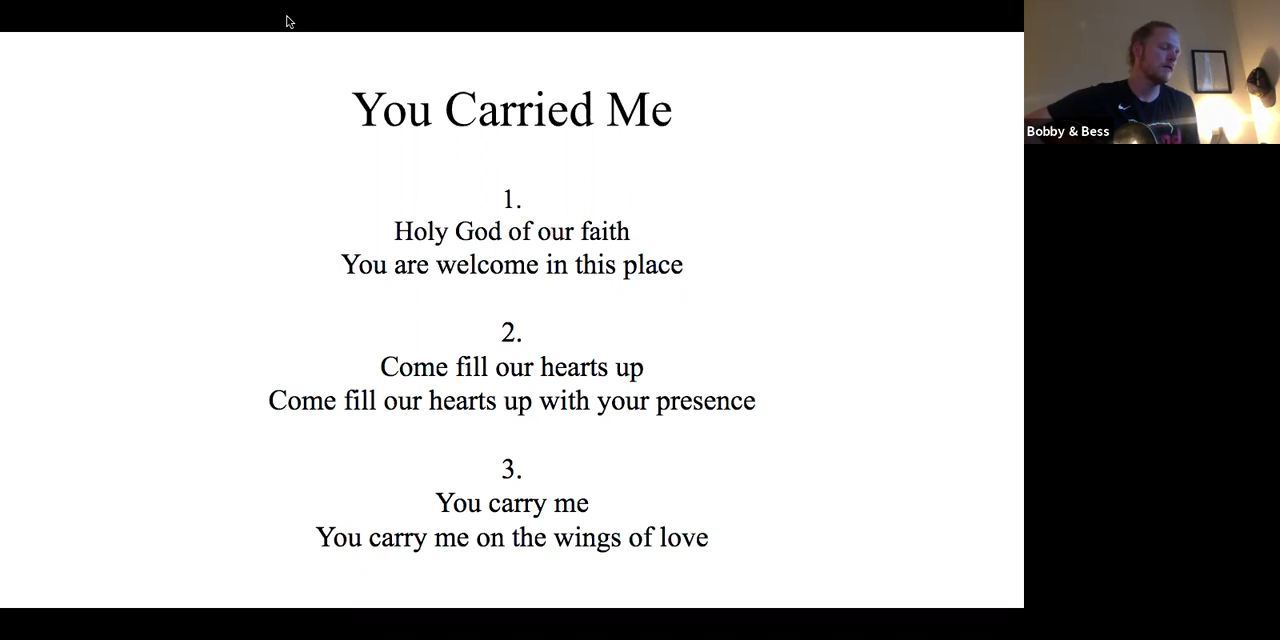 You Carried Me
1.
Holy God of our faith
You are welcome in this place
2.
Come fill our hearts up
Come fill our hearts up with your presence
3.
You carry me
You carry me on the wings of love
Bobby & Bess